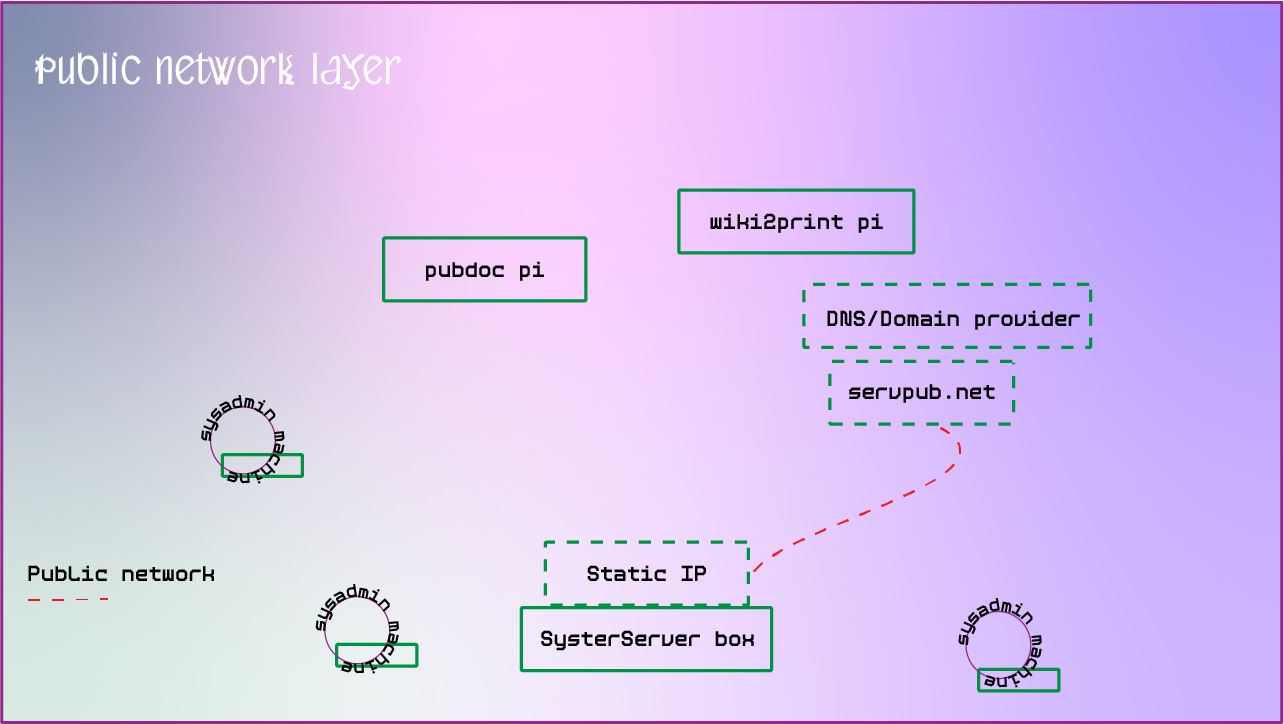 public network layer
wiki2print pi
pubdoc pi
DNS/Domain provider
servpub.net
sysadmin machine
Static IP
Public network
SysterServer box
sysadmin machine
sysadmin machine